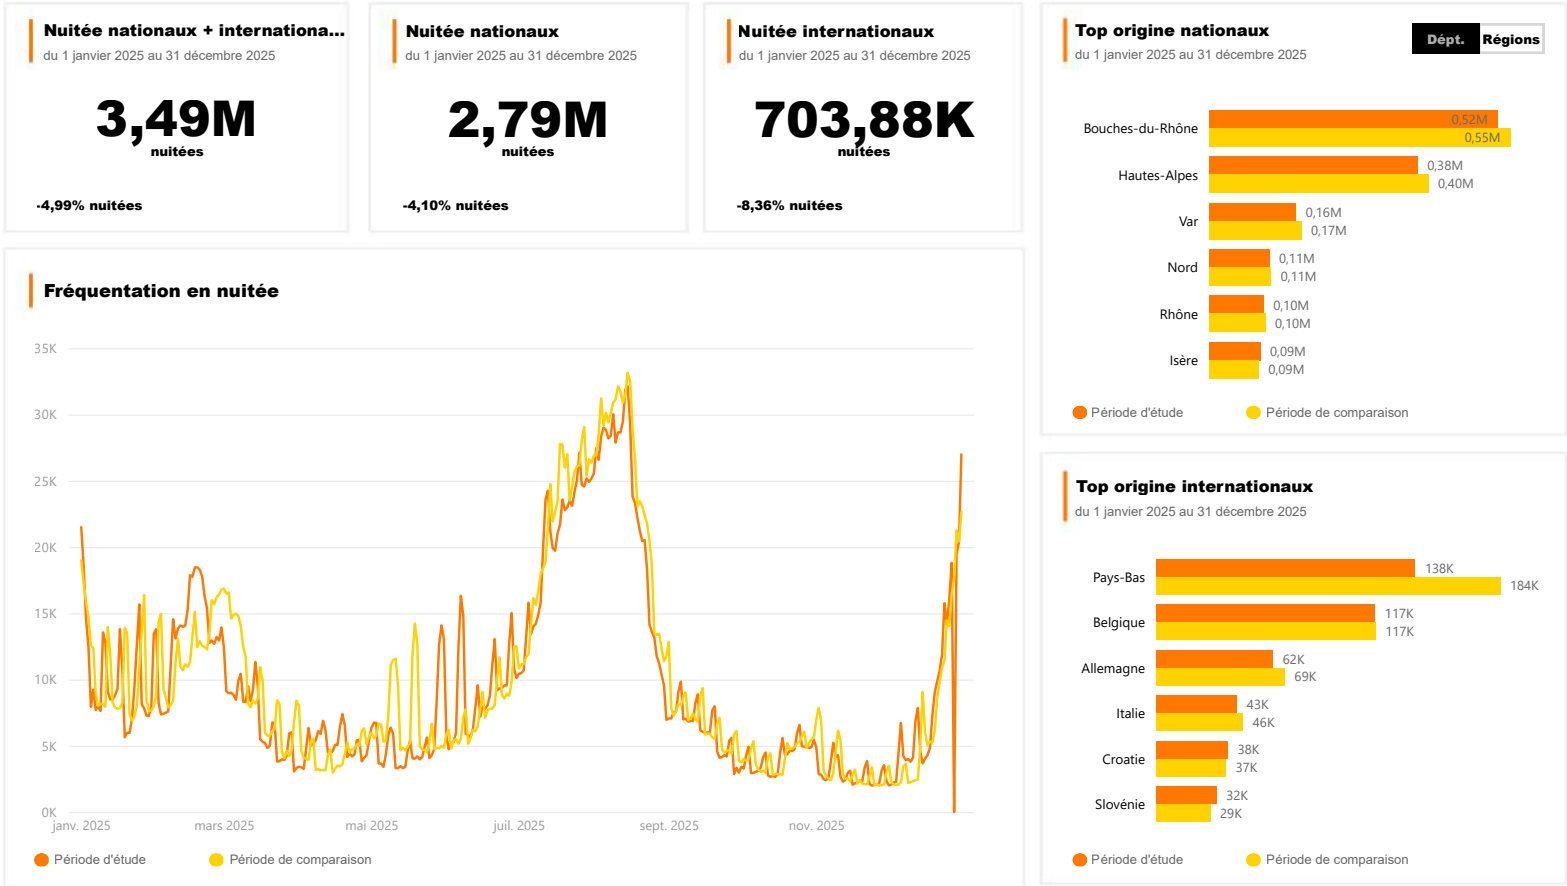 Nuitée nationaux + internationa...
du 1 janvier 2025 au 31 décembre 2025
3,49M
nuitées
-4,99% nuitées
Nuitée nationaux
du 1 janvier 2025 au 31 décembre 2025
2,79M
nuitées
-4,10% nuitées
Nuitée internationaux
du 1 janvier 2025 au 31 décembre 2025
703,88K
nuitées
-8,36% nuitées
Top origine nationaux
du 1 janvier 2025 au 31 décembre 2025
Dépt. Régions
Bouches-du-Rhône
0,52M
0,55M
Hautes-Alpes
0,38M
0,40M
Var
0,16M
0,17M
Nord
0,11M
0,11M
Rhône
0,10M
0,10M
Isère
0,09M
0,09M
Période d'étude Période de comparaison
Fréquentation en nuitée
35K
30K
25K
20K
15K
10K
5K
0K
janv. 2025 mars 2025 mai 2025 juil. 2025 sept. 2025 nov. 2025
Période d'étude Période de comparaison
Top origine internationaux
du 1 janvier 2025 au 31 décembre 2025
Pays-Bas
138K
184K
Belgique
117K
117K
Allemagne
62K
69K
Italie
43K
46K
Croatie
38K
37K
Slovénie
32K
29K
Période d'étude Période de comparaison